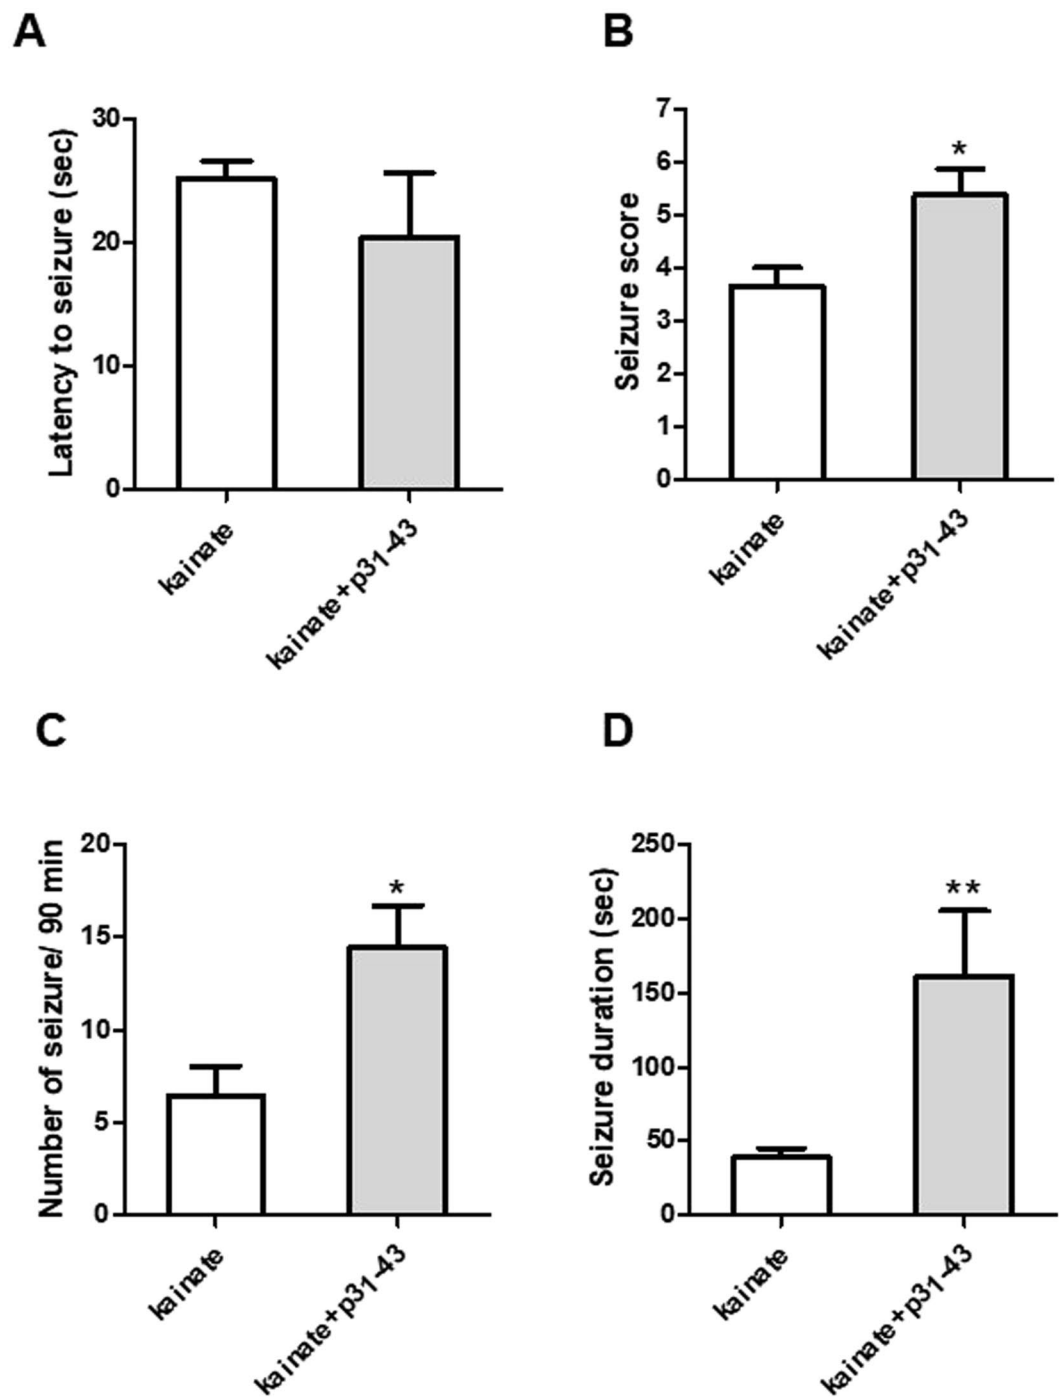 A
B
Latency to seizure (sec)
30
20
10
0
kainate
kainate+p31-43
Seizure score
7
6
5
4
3
2
1
0
*
kainate
kainate+p31-43
C
D
Number of seizure/ 90 min
20
15
10
5
0
*
kainate
kainate+p31-43
Seizure duration (sec)
250
200
150
100
50
0
**
kainate
kainate+p31-43